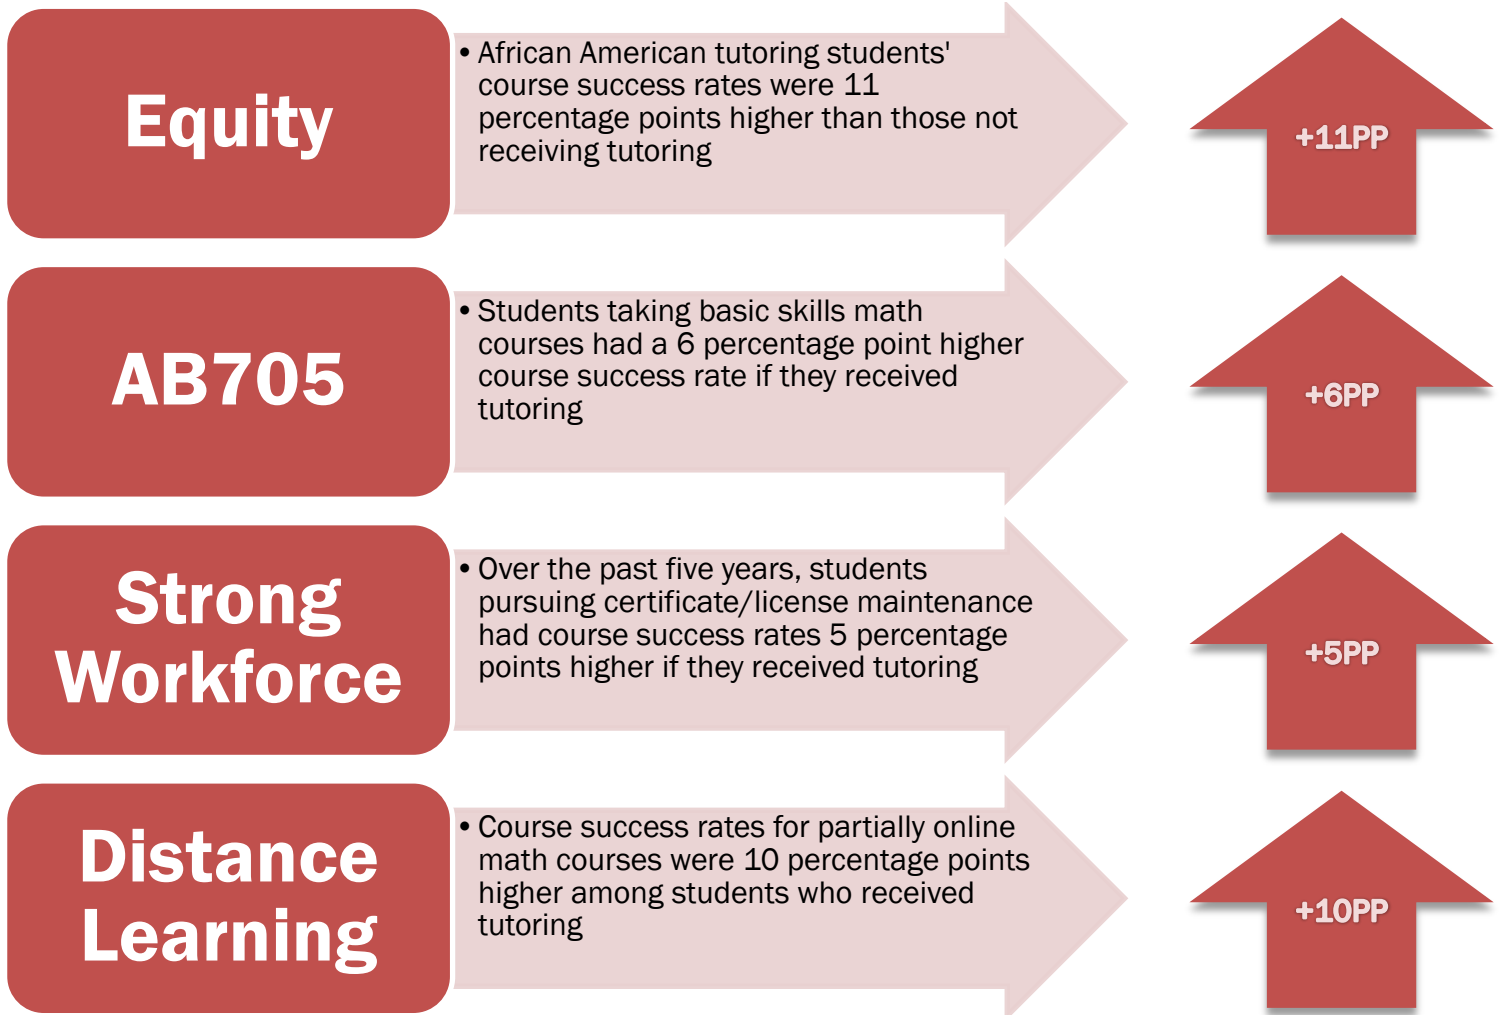 Equity
• African American tutoring students'
course success rates were 11
percentage points higher than those not
receiving tutoring
+11PP
AB705
• Students taking basic skills math
courses had a 6 percentage point higher
course success rate if they received
tutoring
+6PP
Strong
Workforce
• Over the past five years, students
pursuing certificate/license maintenance
had course success rates 5 percentage
points higher if they received tutoring
+5PP
Distance
Learning
• Course success rates for partially online
math courses were 10 percentage points
higher among students who received
tutoring
+10PP